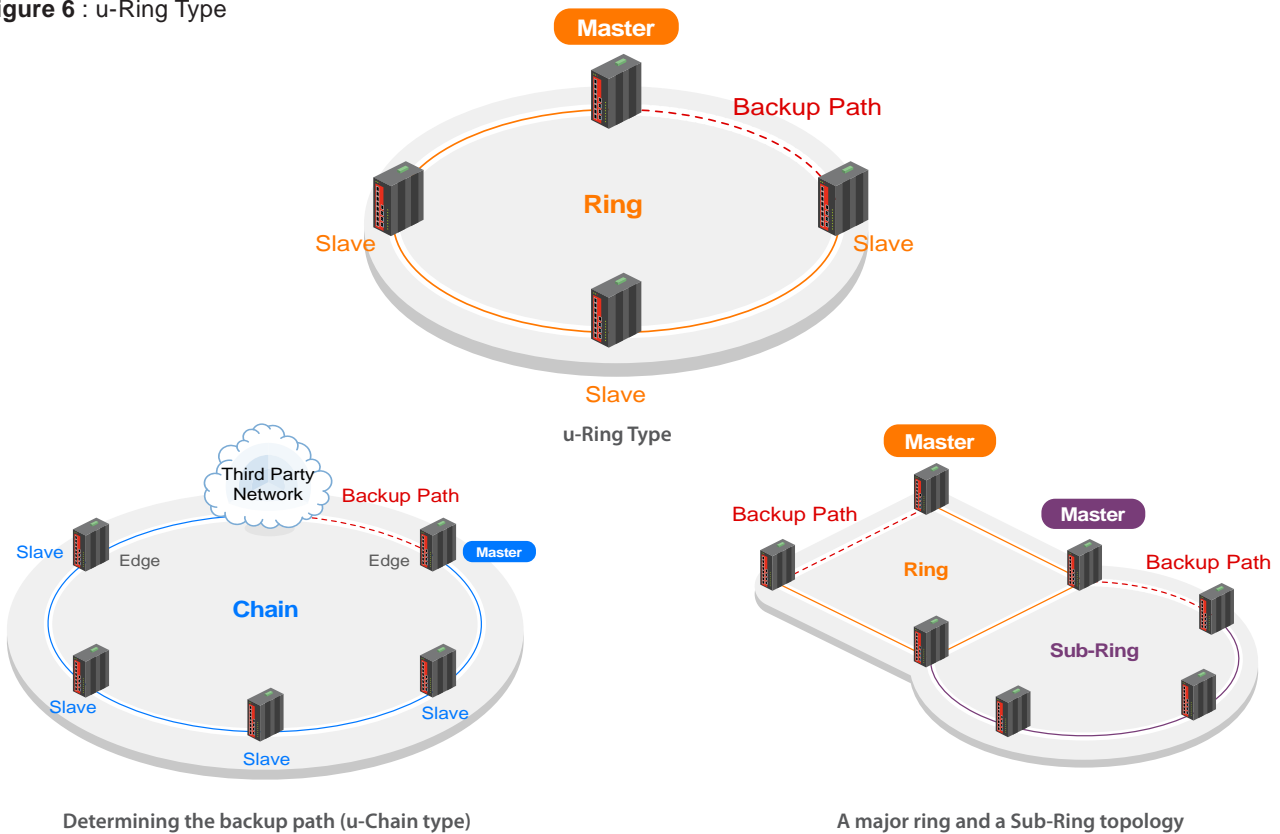 igure 6 : u-Ring Type
Master
Backup Path
Ring
Slave
Slave
Slave
u-Ring Type
Third Party
Network
Backup Path
Slave
Edge
Edge
Master
Chain
Slave
Slave
Slave
Determining the backup path (u-Chain type)
Master
Backup Path
Master
Backup Path
Ring
Sub-Ring
A major ring and a Sub-Ring topology